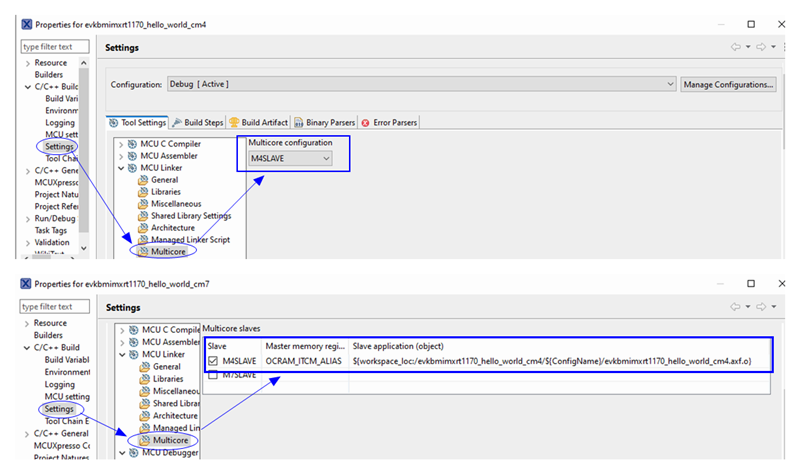 Properties for evkbmimxrt1170_hello_world_cm4
type filter text
Settings
Resource
Builders
C/C++ Build
Build Vari
Environm
Logging
MCU sett
Settings
Tool Chai
C/C++ Gene
MCUXpresso
Project Natu
Project Refer
Run/Debug
Task Tags
Validation
WikiText
Configuration:
Debug [ Active ]
Manage Configurations...
Tool Settings
Build Steps
Build Artifact
Binary Parsers
Error Parsers
MCU C Compiler
MCU Assembler
MCU Linker
General
Libraries
Miscellaneous
Shared Library Settings
Architecture
Managed Linker Script
Multicore
Multicore configuration
M4SLAVE
Properties for evkbmimxrt1170_hello_world_cm7
type filter text
Settings
Resource
Builders
C/C++ Build
Build Variabl
Environment
Logging
MCU setting
Settings
Tool Chain E
C/C++ General
MCUXpresso Co
Project Natures
MCU C Compile
MCU Assembler
MCU Linker
General
Libraries
Miscellaneou
Shared Librar
Architecture
Managed Lin
Multicore
MCU Debugger
Multicore slaves
Slave Master memory regi... Slave application (object)
M4SLAVE OCRAM_ITCM_ALIAS ${workspace_loc:/evkbmimxrt1170_hello_world_cm4/${ConfigName}/evkbmimxrt1170_hello_world_cm4.axf.o}
M7SLAVE